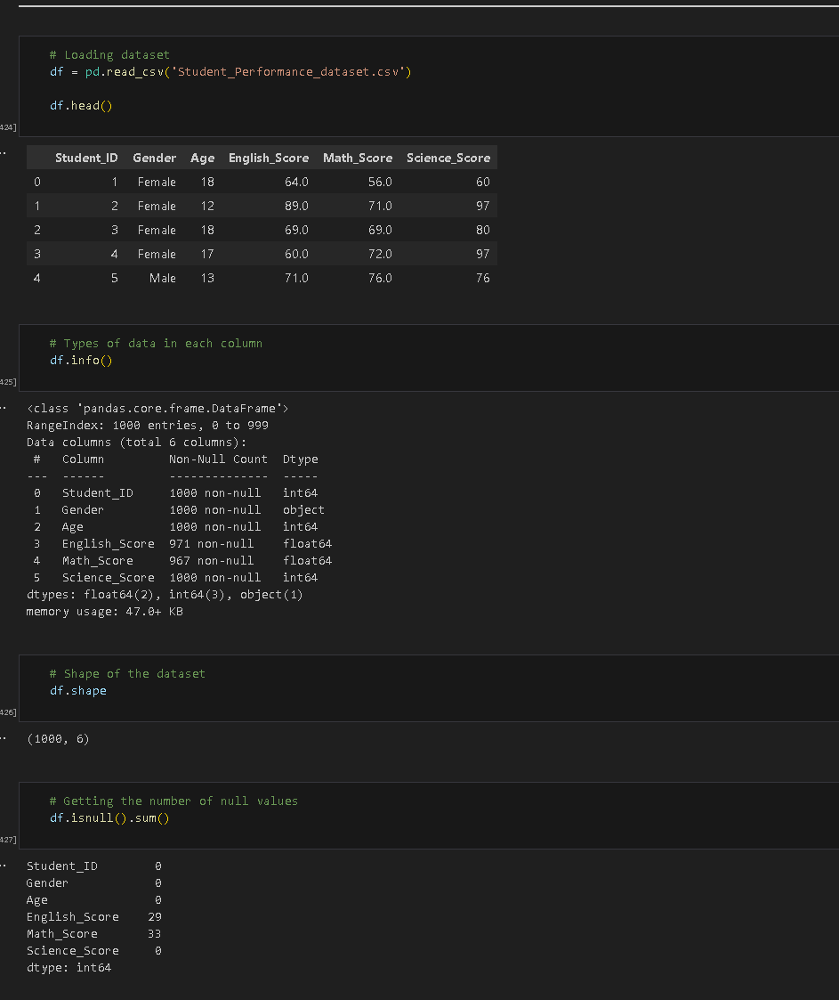 # Loading dataset
df = pd.read_csv('Student_Performance_dataset.csv')
df.head()
424]
..
Student_ID Gender Age English_Score Math_Score Science_Score
0 1 Female 18 64.0 56.0 60
1 2 Female 12 89.0 71.0 97
2 3 Female 18 69.0 69.0 80
3 4 Female 17 60.0 72.0 97
4 5 Male 13 71.0 76.0 76
# Types of data in each column
df.info()
425]
..
<class 'pandas.core.frame.DataFrame'>
RangeIndex: 1000 entries, 0 to 999
Data columns (total 6 columns):
 #   Column         Non-Null Count  Dtype
---  ------         --------------  -----
 0   Student_ID     1000 non-null   int64
 1   Gender         1000 non-null   object
 2   Age            1000 non-null   int64
 3   English_Score  971 non-null    float64
 4   Math_Score     967 non-null    float64
 5   Science_Score  1000 non-null   int64
dtypes: float64(2), int64(3), object(1)
memory usage: 47.0+ KB
# Shape of the dataset
df.shape
426]
..
(1000, 6)
# Getting the number of null values
df.isnull().sum()
427]
..
Student_ID        0
Gender            0
Age               0
English_Score    29
Math_Score       33
Science_Score     0
dtype: int64